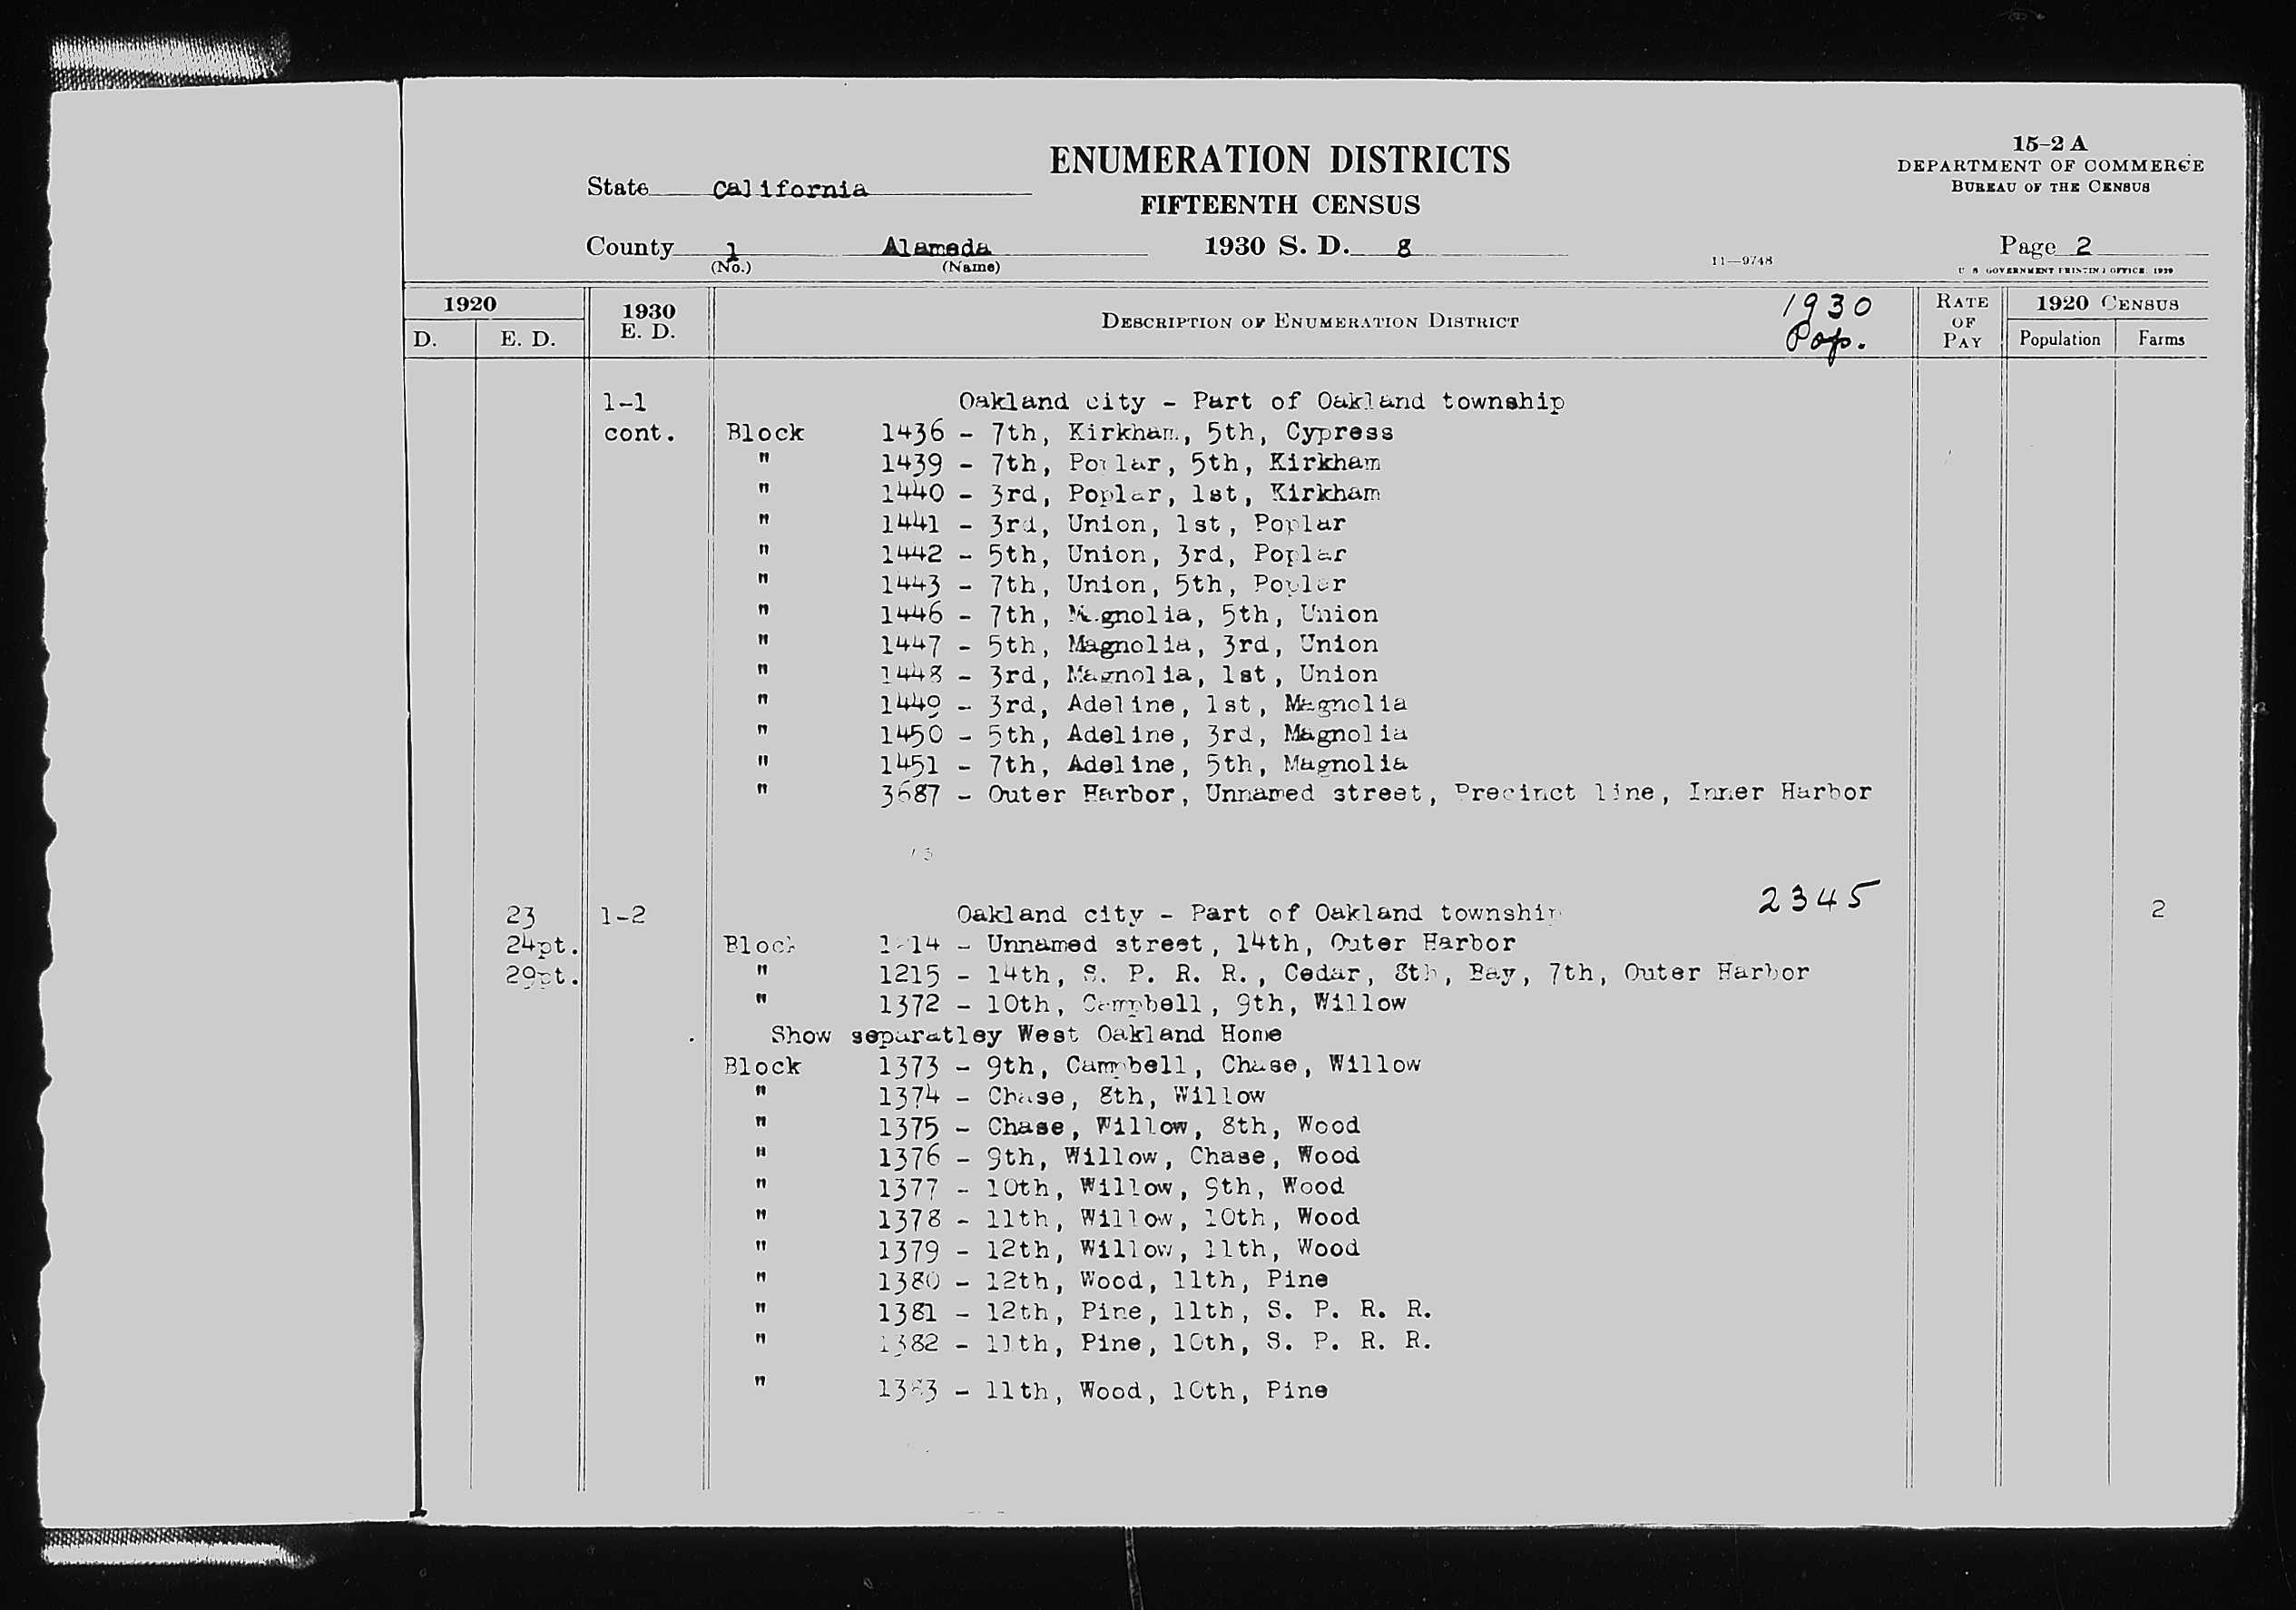 15-2 A
ENUMERATION DISTRICTS
DEPARTMENT OF COMMERCE
BUREAU OF THE CENSUS
State California
FIFTEENTH CENSUS
County 1 Alameda 1930 S. D. 8 Page 2
(No.) (Name) 11—9748 U S GOVERNMENT PRINTING OFFICE 1929
1920 1930 E. D. DESCRIPTION OF ENUMERATION DISTRICT 1930 Pop. RATE OF PAY 1920 CENSUS
D. E. D. Population Farms
1-1 Oakland city - Part of Oakland township
cont. Block 1436 - 7th, Kirkham, 5th, Cypress
" 1439 - 7th, Poplar, 5th, Kirkham
" 1440 - 3rd, Poplar, 1st, Kirkham
" 1441 - 3rd, Union, 1st, Poplar
" 1442 - 5th, Union, 3rd, Poplar
" 1443 - 7th, Union, 5th, Poplar
" 1446 - 7th, Magnolia, 5th, Union
" 1447 - 5th, Magnolia, 3rd, Union
" 1448 - 3rd, Magnolia, 1st, Union
" 1449 - 3rd, Adeline, 1st, Magnolia
" 1450 - 5th, Adeline, 3rd, Magnolia
" 1451 - 7th, Adeline, 5th, Magnolia
" 3687 - Outer Harbor, Unnamed street, Precinct line, Inner Harbor
23 1-2 Oakland city - Part of Oakland township 2345 2
24pt. Block - Unnamed street, 14th, Outer Harbor
29pt. " 1215 - 14th, S. P. R. R., Cedar, 8th, Bay, 7th, Outer Harbor
" 1372 - 10th, Campbell, 9th, Willow
Show separatley West Oakland Home
Block 1373 - 9th, Campbell, Chase, Willow
" 1374 - Chase, 8th, Willow
" 1375 - Chase, Willow, 8th, Wood
" 1376 - 9th, Willow, Chase, Wood
" 1377 - 10th, Willow, 9th, Wood
" 1378 - 11th, Willow, 10th, Wood
" 1379 - 12th, Willow, 11th, Wood
" 1380 - 12th, Wood, 11th, Pine
" 1381 - 12th, Pine, 11th, S. P. R. R.
" 1382 - 11th, Pine, 10th, S. P. R. R.
" 1383 - 11th, Wood, 10th, Pine